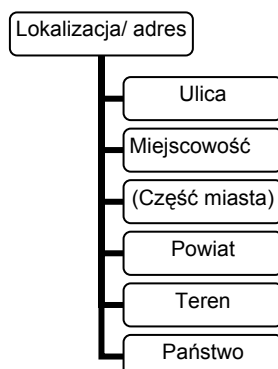 Lokalizacja/ adres
Ulica
Miejscowość
(Część miasta)
Powiat
Teren
Państwo